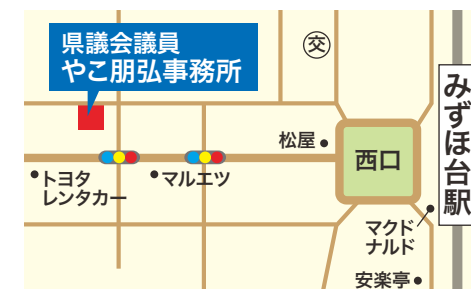 県議会議員
やこ朋弘事務所
交
みずほ台駅
松屋
西口
トヨタ
レンタカー
マルエツ
マクド
ナルド
安楽亭